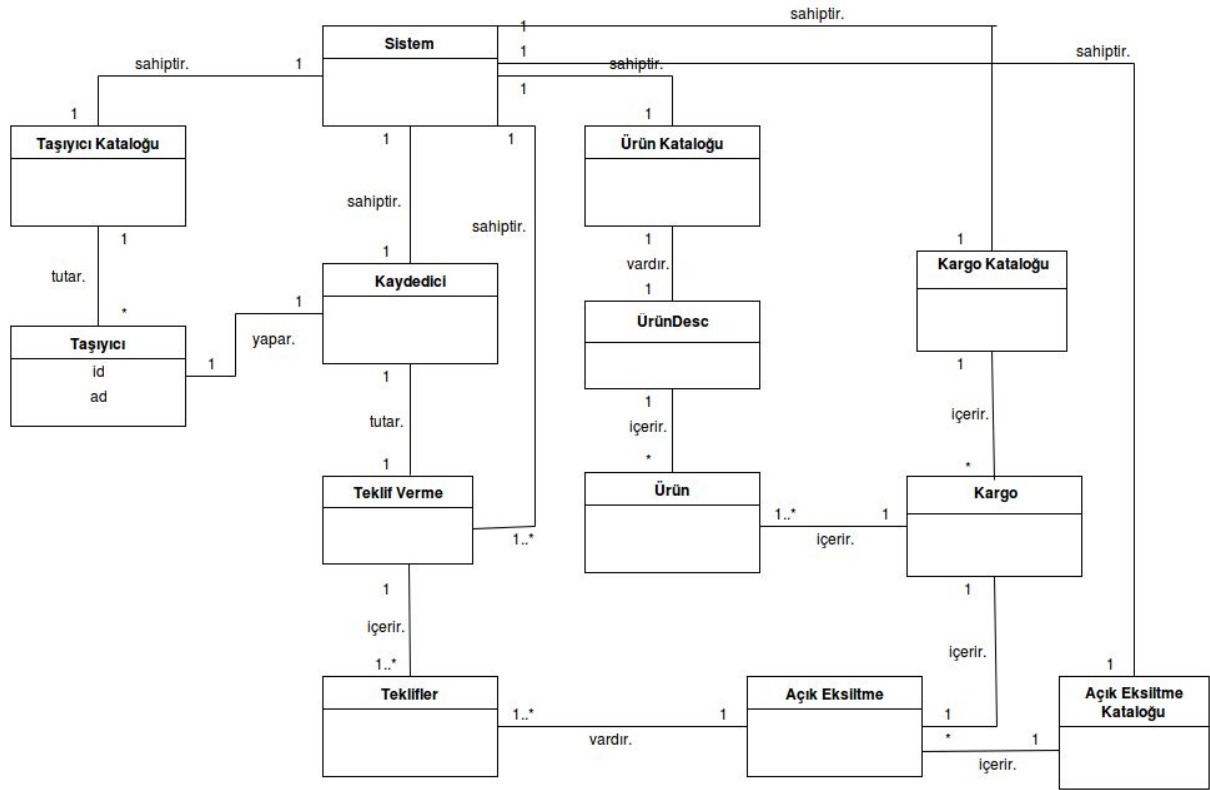 sahiptir.
1
Sistem
1
sahiptir.
sahiptir.
1
sahiptir.
1
1
1
1
1
1
Taşıyıcı Kataloğu
Ürün Kataloğu
sahiptir.
sahiptir.
1
1
1
1
Kargo Kataloğu
vardır.
tutar.
Kaydedici
1
1
*
ÜrünDesc
Taşıyıcı
yapar.
1
1
id
1
1
ad
içerir.
tutar.
içerir.
1
*
*
Teklif Verme
Ürün
Kargo
1..*
1
1..*
içerir.
1
1
içerir.
içerir.
1..*
1
Teklifler
Açık Eksiltme
Açık Eksiltme
Kataloğu
1..*
1
1
vardır.
*
1
içerir.